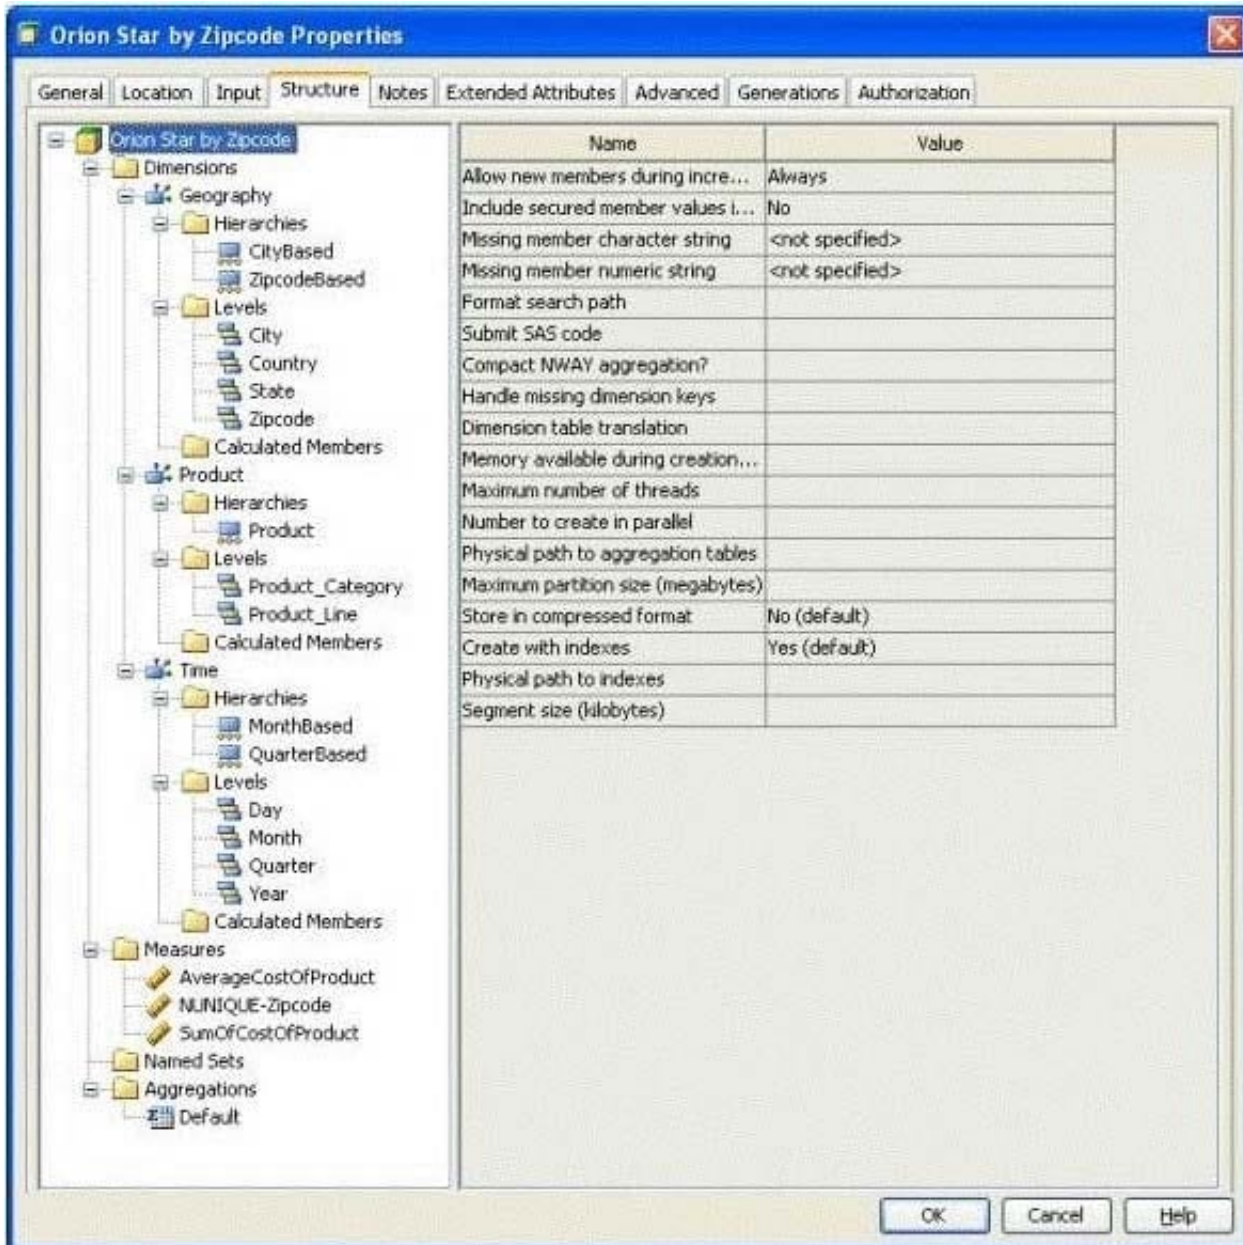 Orion Star by Zipcode Properties
General Location Input Structure Notes Extended Attributes Advanced Generations Authorization
Orion Star by Zipcode
Dimensions
Geography
Hierarchies
CityBased
ZipcodeBased
Levels
City
Country
State
Zipcode
Calculated Members
Product
Hierarchies
Product
Levels
Product_Category
Product_Line
Calculated Members
Time
Hierarchies
MonthBased
QuarterBased
Levels
Day
Month
Quarter
Year
Calculated Members
Measures
AverageCostOfProduct
NUNIQUE-Zipcode
SumOfCostOfProduct
Named Sets
Aggregations
Default
Name Value
Allow new members during incre... Always
Include secured member values i... No
Missing member character string <not specified>
Missing member numeric string <not specified>
Format search path
Submit SAS code
Compact NWAY aggregation?
Handle missing dimension keys
Dimension table translation
Memory available during creation...
Maximum number of threads
Number to create in parallel
Physical path to aggregation tables
Maximum partition size (megabytes)
Store in compressed format No (default)
Create with indexes Yes (default)
Physical path to indexes
Segment size (kilobytes)
OK Cancel Help